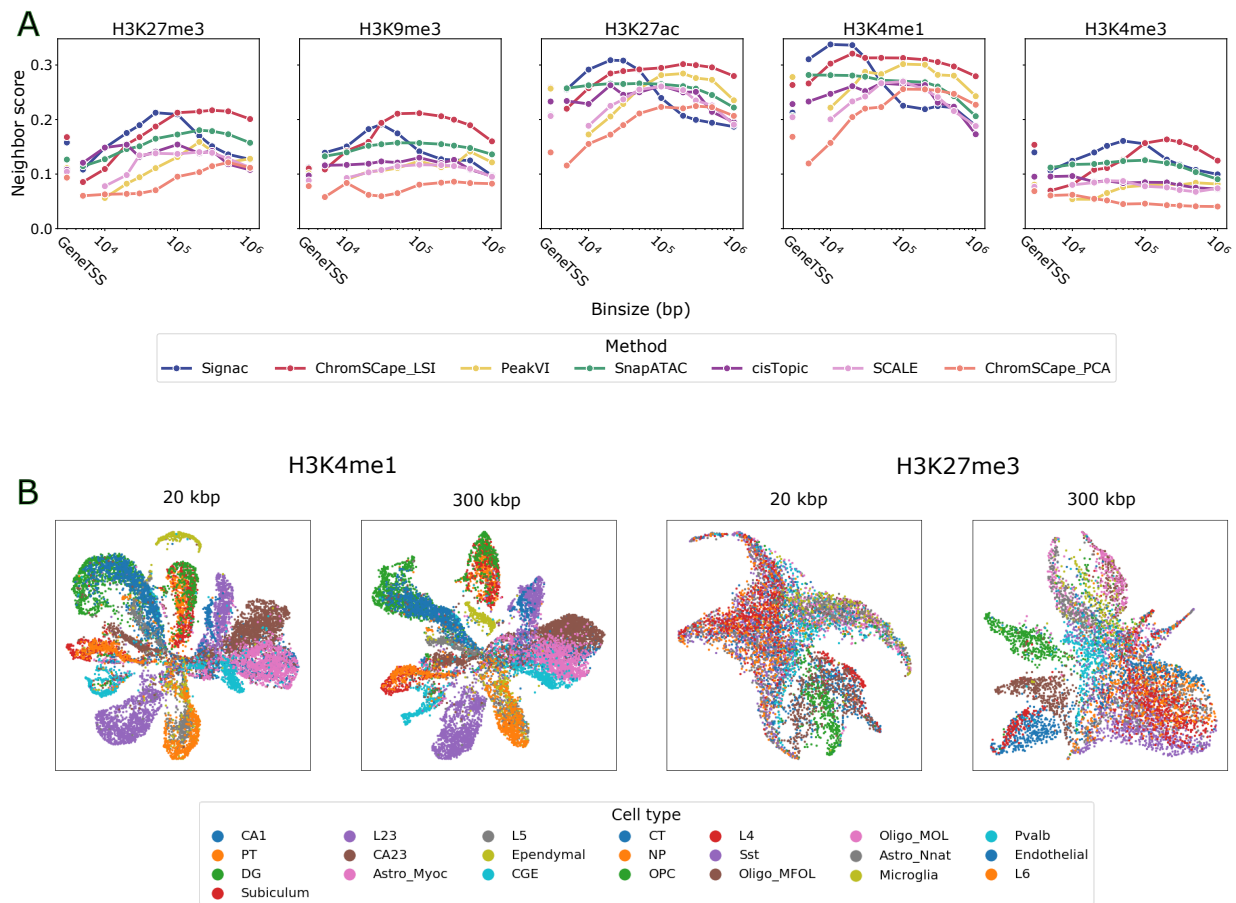 A
H3K27me3 H3K9me3 H3K27ac H3K4me1 H3K4me3
Neighbor score
0.3
0.2
0.1
0.0
GeneTSS 10⁴ 10⁵ 10⁶ GeneTSS 10⁴ 10⁵ 10⁶ GeneTSS 10⁴ 10⁵ 10⁶ GeneTSS 10⁴ 10⁵ 10⁶ GeneTSS 10⁴ 10⁵ 10⁶
Binsize (bp)
Method
Signac ChromSCape_LSI PeakVI SnapATAC cisTopic SCALE ChromSCape_PCA
B
H3K4me1 H3K27me3
20 kbp 300 kbp 20 kbp 300 kbp
Cell type
CA1 L23 L5 CT L4 Oligo_MOL Pvalb
PT CA23 Ependymal NP Sst Astro_Nnat Endothelial
DG Astro_Myoc CGE OPC Oligo_MFOL Microglia L6
Subiculum